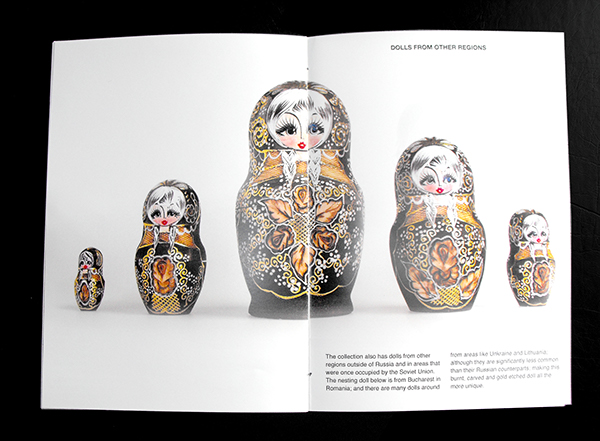 DOLLS FROM OTHER REGIONS
The collection also has dolls from other
regions outside of Russia and in areas that
were once occupied by the Soviet Union.
The nesting doll below is from Bucharest in
Romania; and there are many dolls around
from areas like UrKraine and Lithuania,
although they are significantly less common
than their Russian counterparts; making this
burnt, carved and gold etched doll all the
more unique.